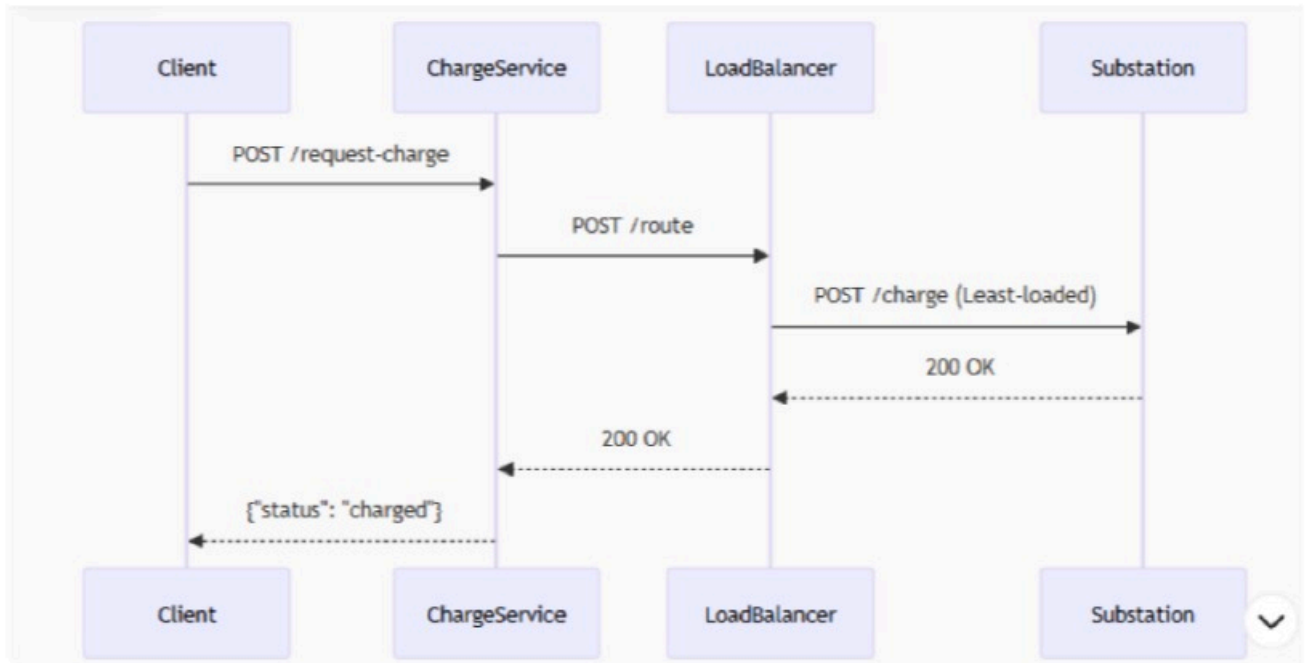 Client
ChargeService
LoadBalancer
Substation
POST /request-charge
POST /route
POST /charge (Least-loaded)
200 OK
200 OK
{"status": "charged"}
Client
ChargeService
LoadBalancer
Substation